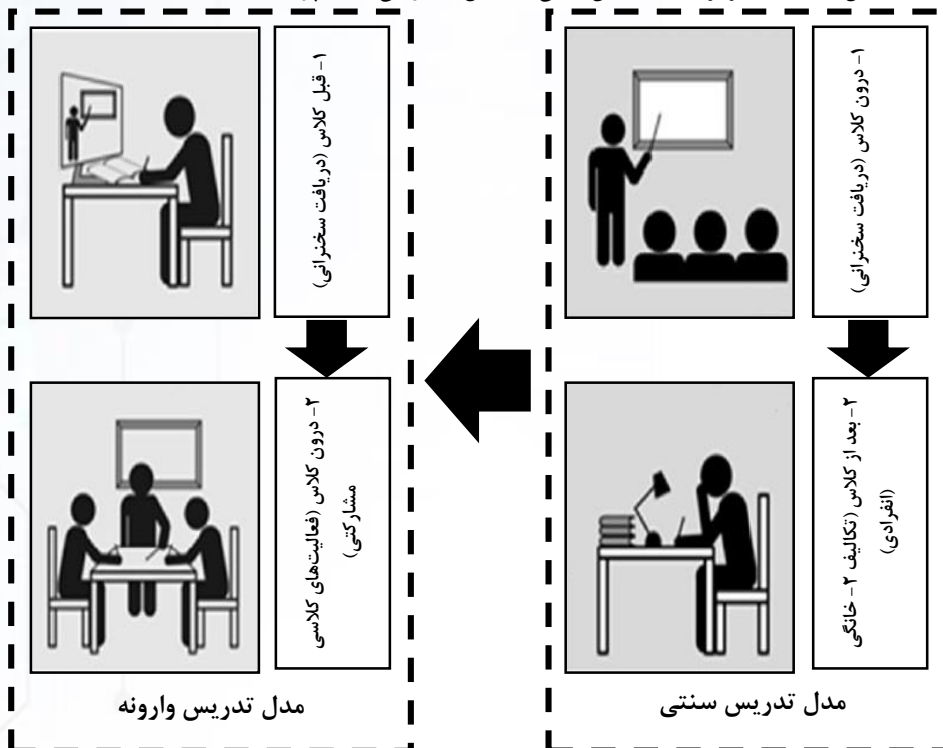 ۱- درون کلاس (دریافت سخنرانی)
۲- بعد از کلاس (تکالیف ۲- خانگی
(انفرادی)
مدل تدریس سنتی
۱- قبل کلاس (دریافت سخنرانی)
۲- درون کلاس (فعالیت‌های کلاسی
مشارکتی)
مدل تدریس وارونه